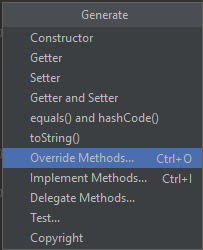 Generate
Constructor
Getter
Setter
Getter and Setter
equals() and hashCode()
toString()
Override Methods... Ctrl+O
Implement Methods... Ctrl+I
Delegate Methods...
Test...
Copyright